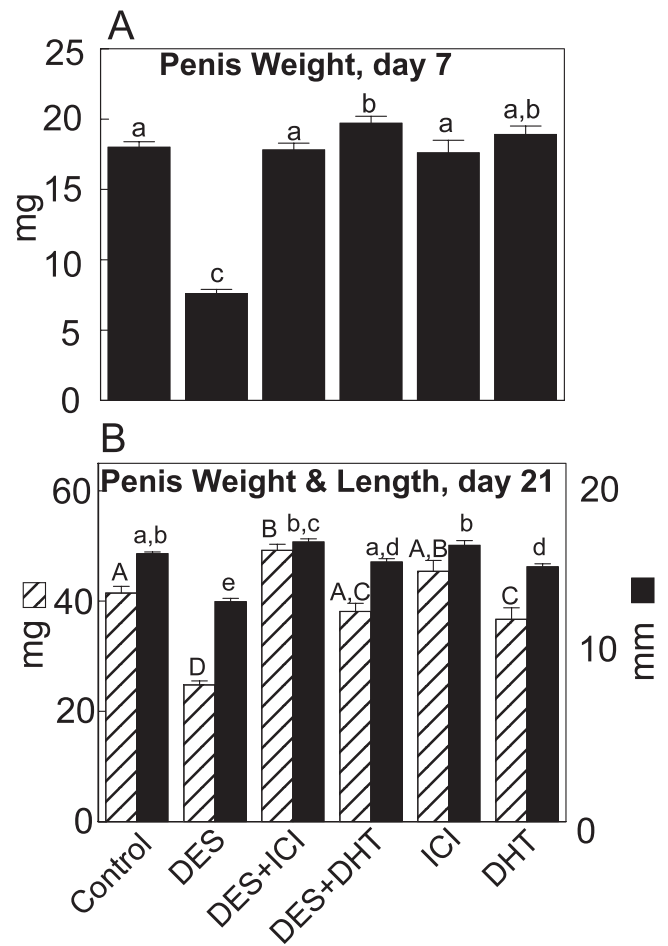 A
Penis Weight, day 7
25
20
15
10
5
0
mg
a
c
a
b
a
a,b
B
Penis Weight & Length, day 21
60
40
20
0
mg
20
10
0
mm
A
a,b
D
e
B
b,c
A,C
a,d
A,B
b
C
d
Control
DES
DES+ICI
DES+DHT
ICI
DHT